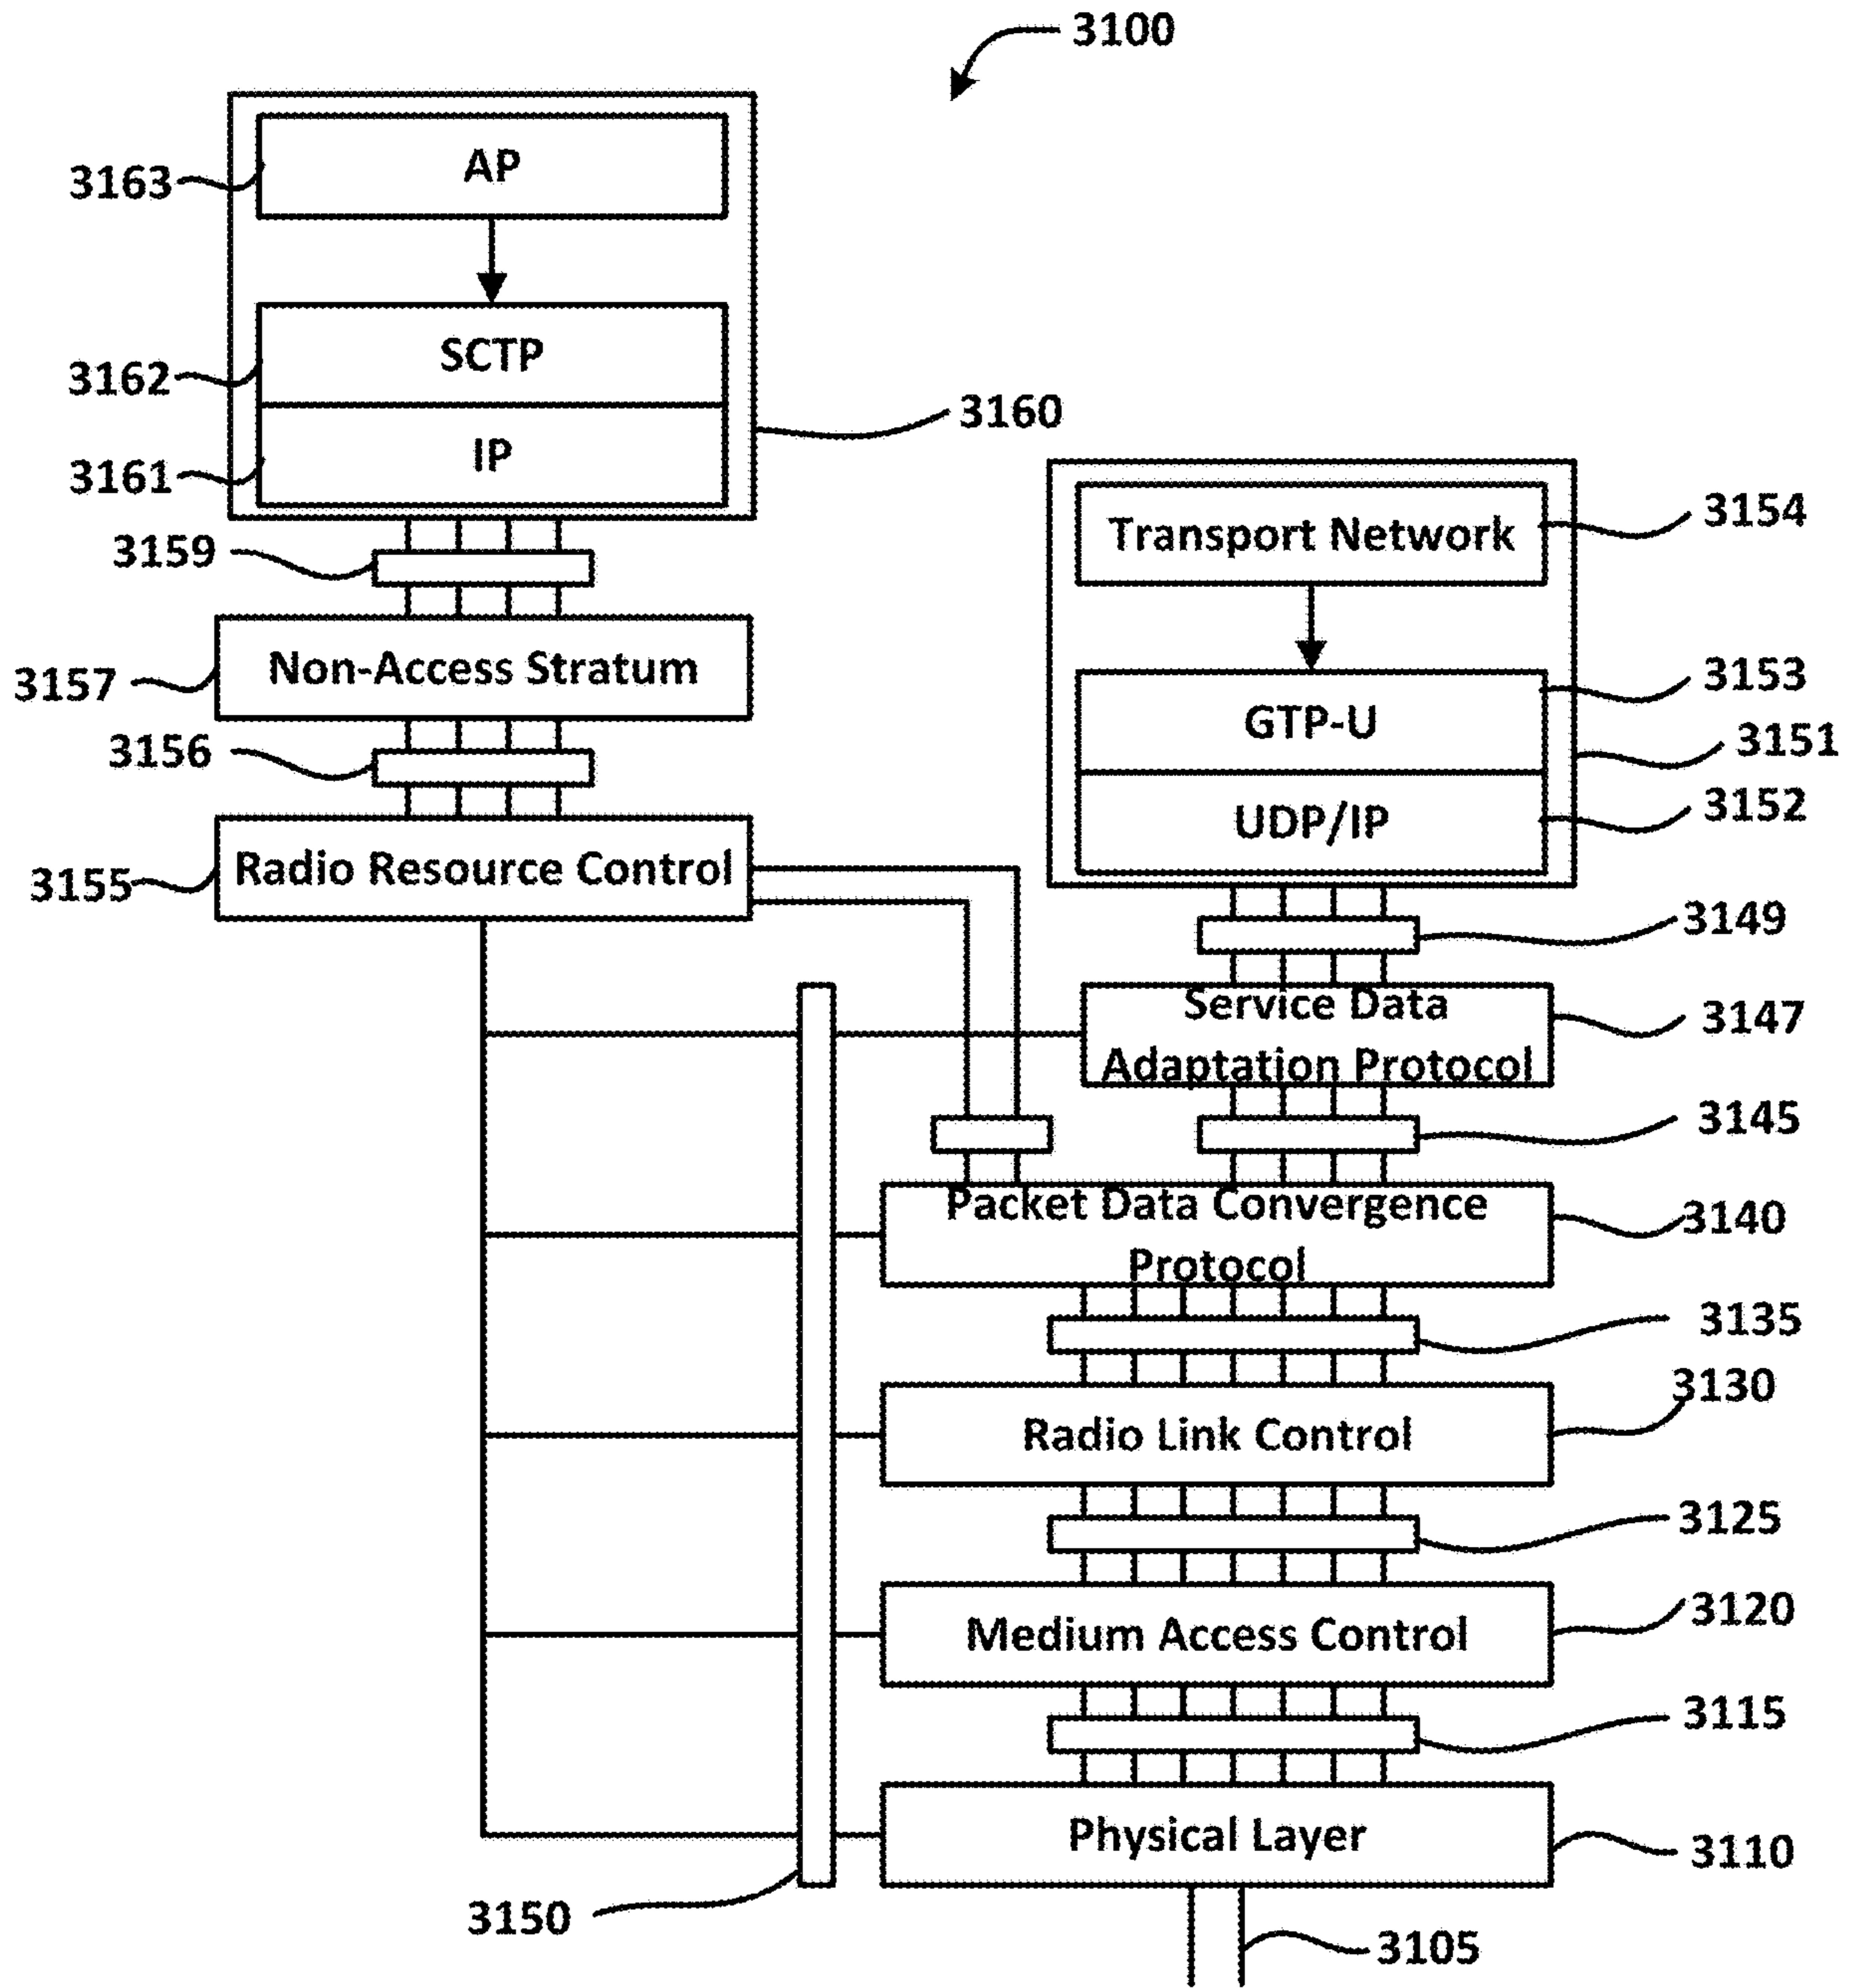 3100
AP
3163
SCTP
3162
3160
IP
3161
Transport Network
3154
3159
Non-Access Stratum
3157
3153
GTP-U
3151
3156
UDP/IP
3152
Radio Resource Control
3155
3149
Service Data
Adaptation Protocol
3147
3145
Packet Data Convergence
Protocol
3140
3135
3130
Radio Link Control
3125
Medium Access Control
3120
3115
Physical Layer
3110
3150
3105